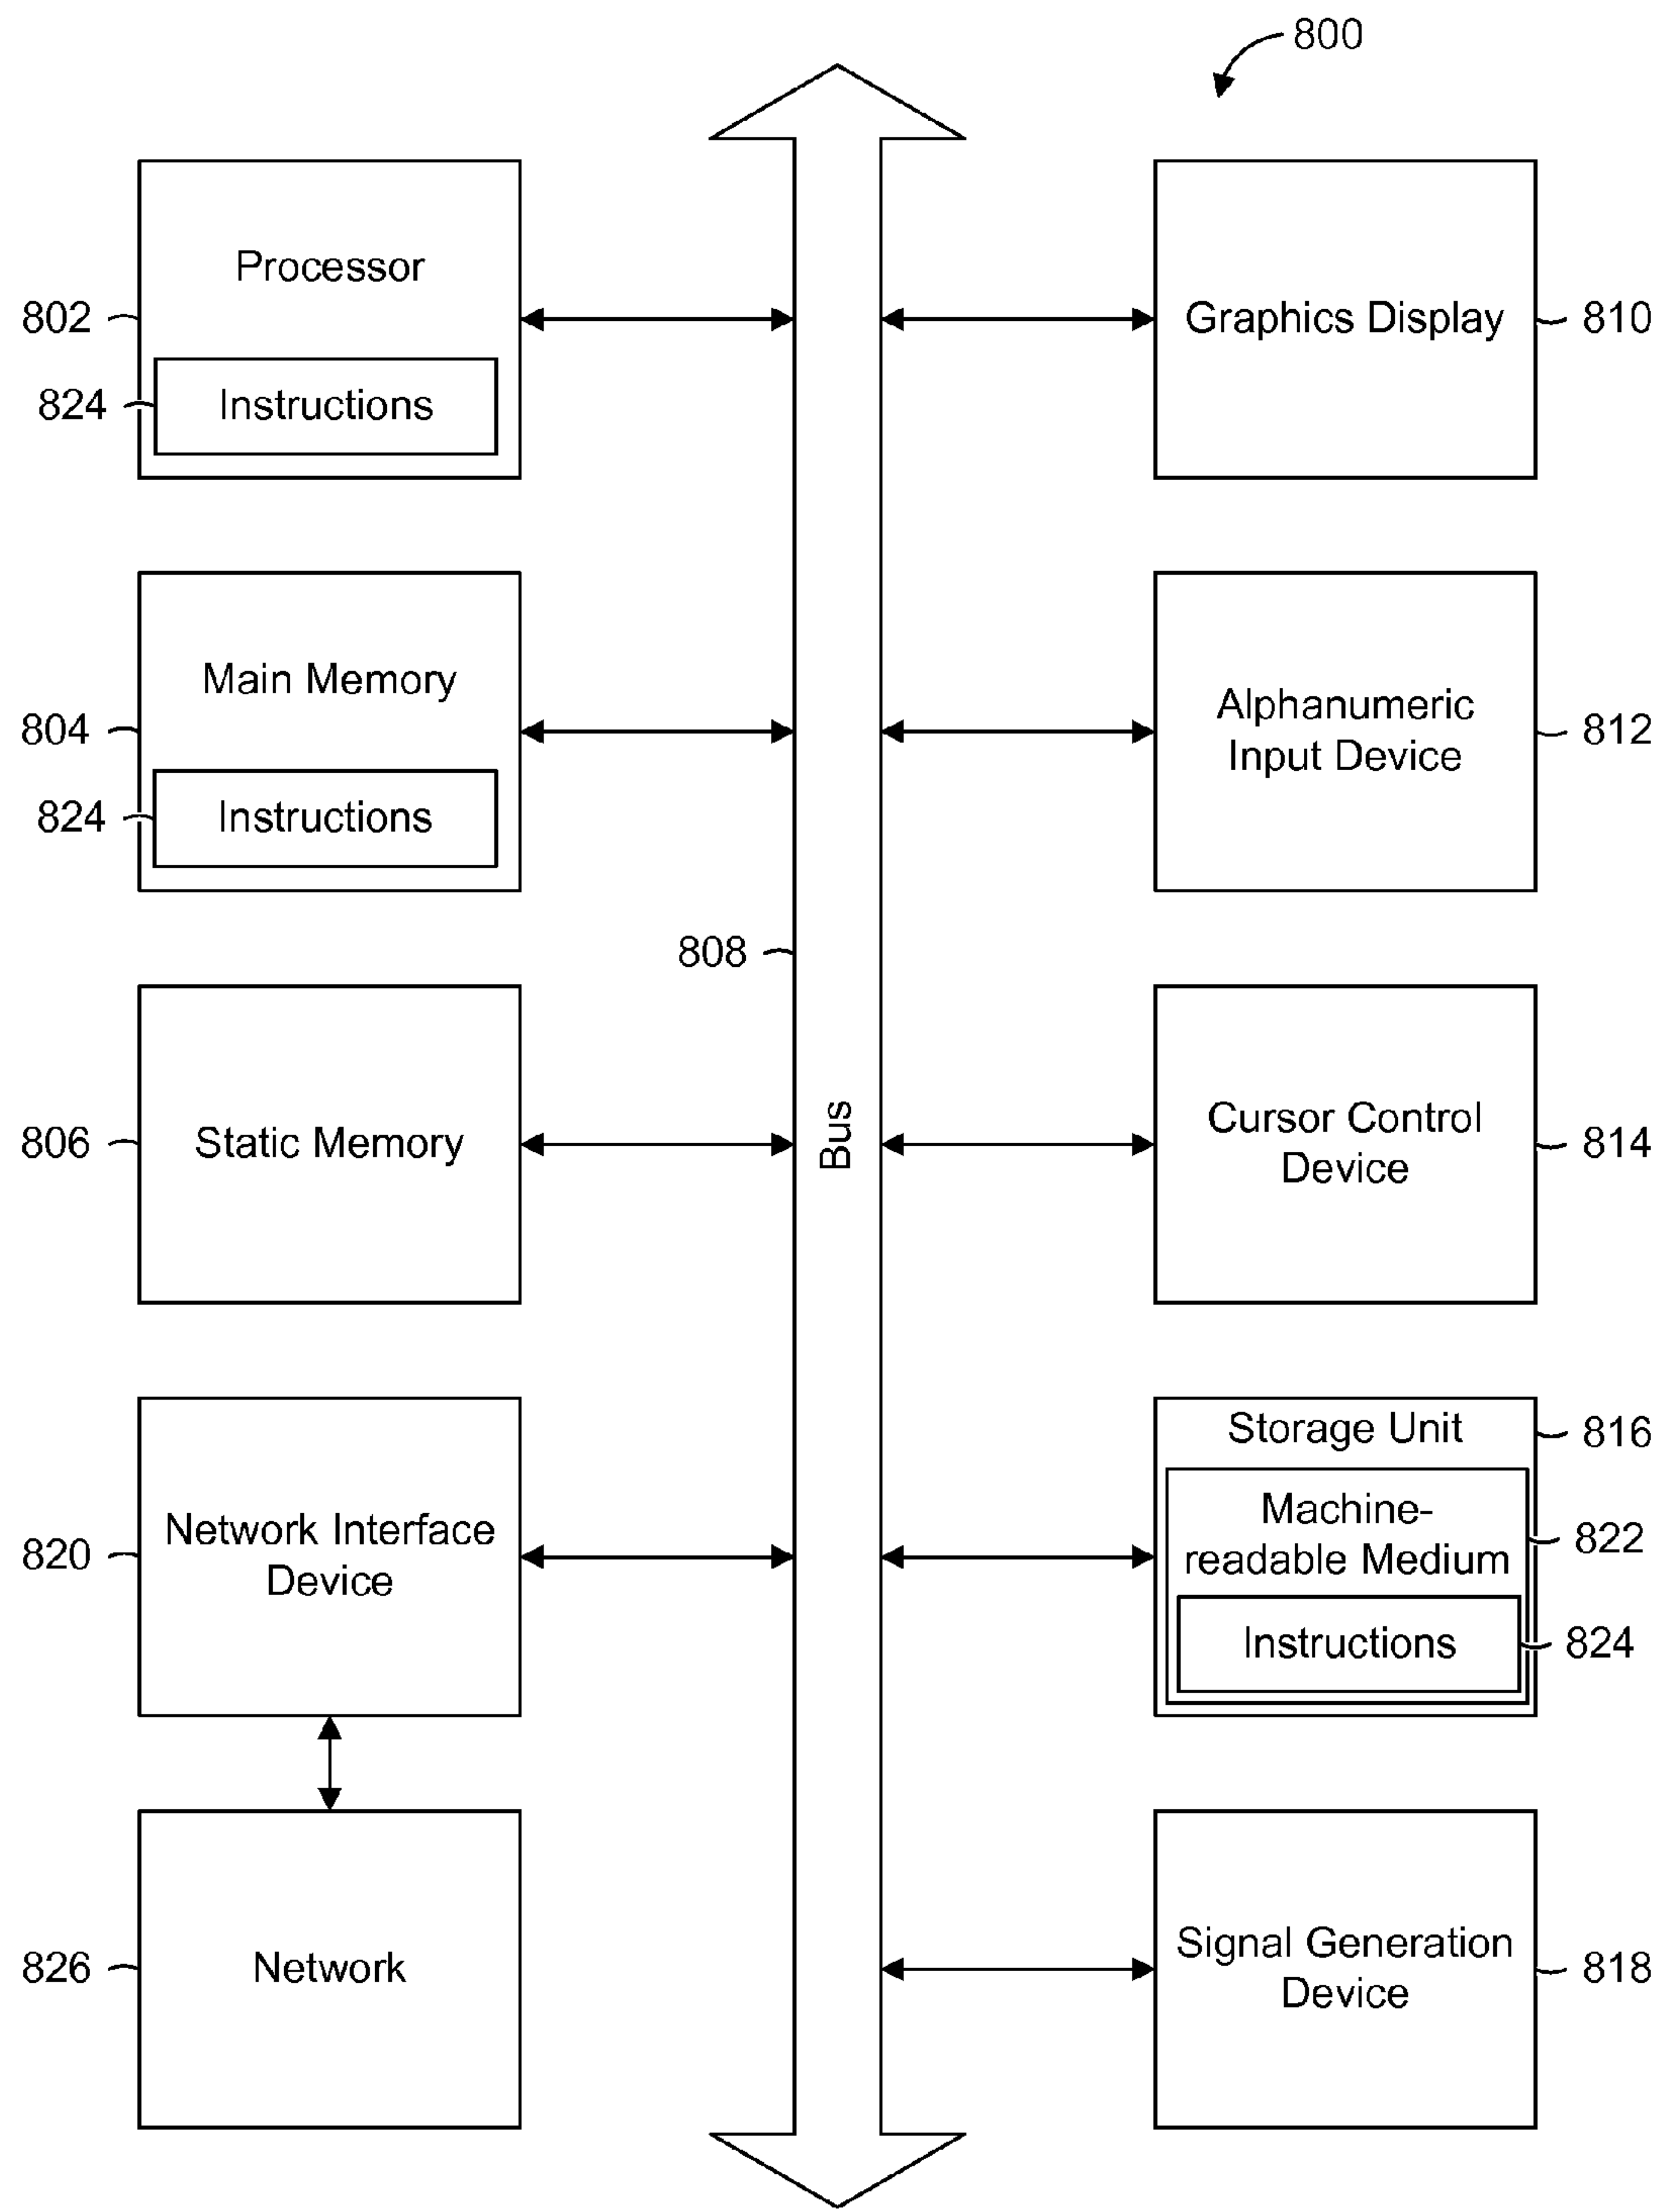 800
Processor
802
824
Instructions
Graphics Display
810
Main Memory
804
824
Instructions
Alphanumeric
Input Device
812
808
Bus
Static Memory
806
Cursor Control
Device
814
Network Interface
Device
820
Storage Unit
816
Machine-
readable Medium
822
Instructions
824
Network
826
Signal Generation
Device
818